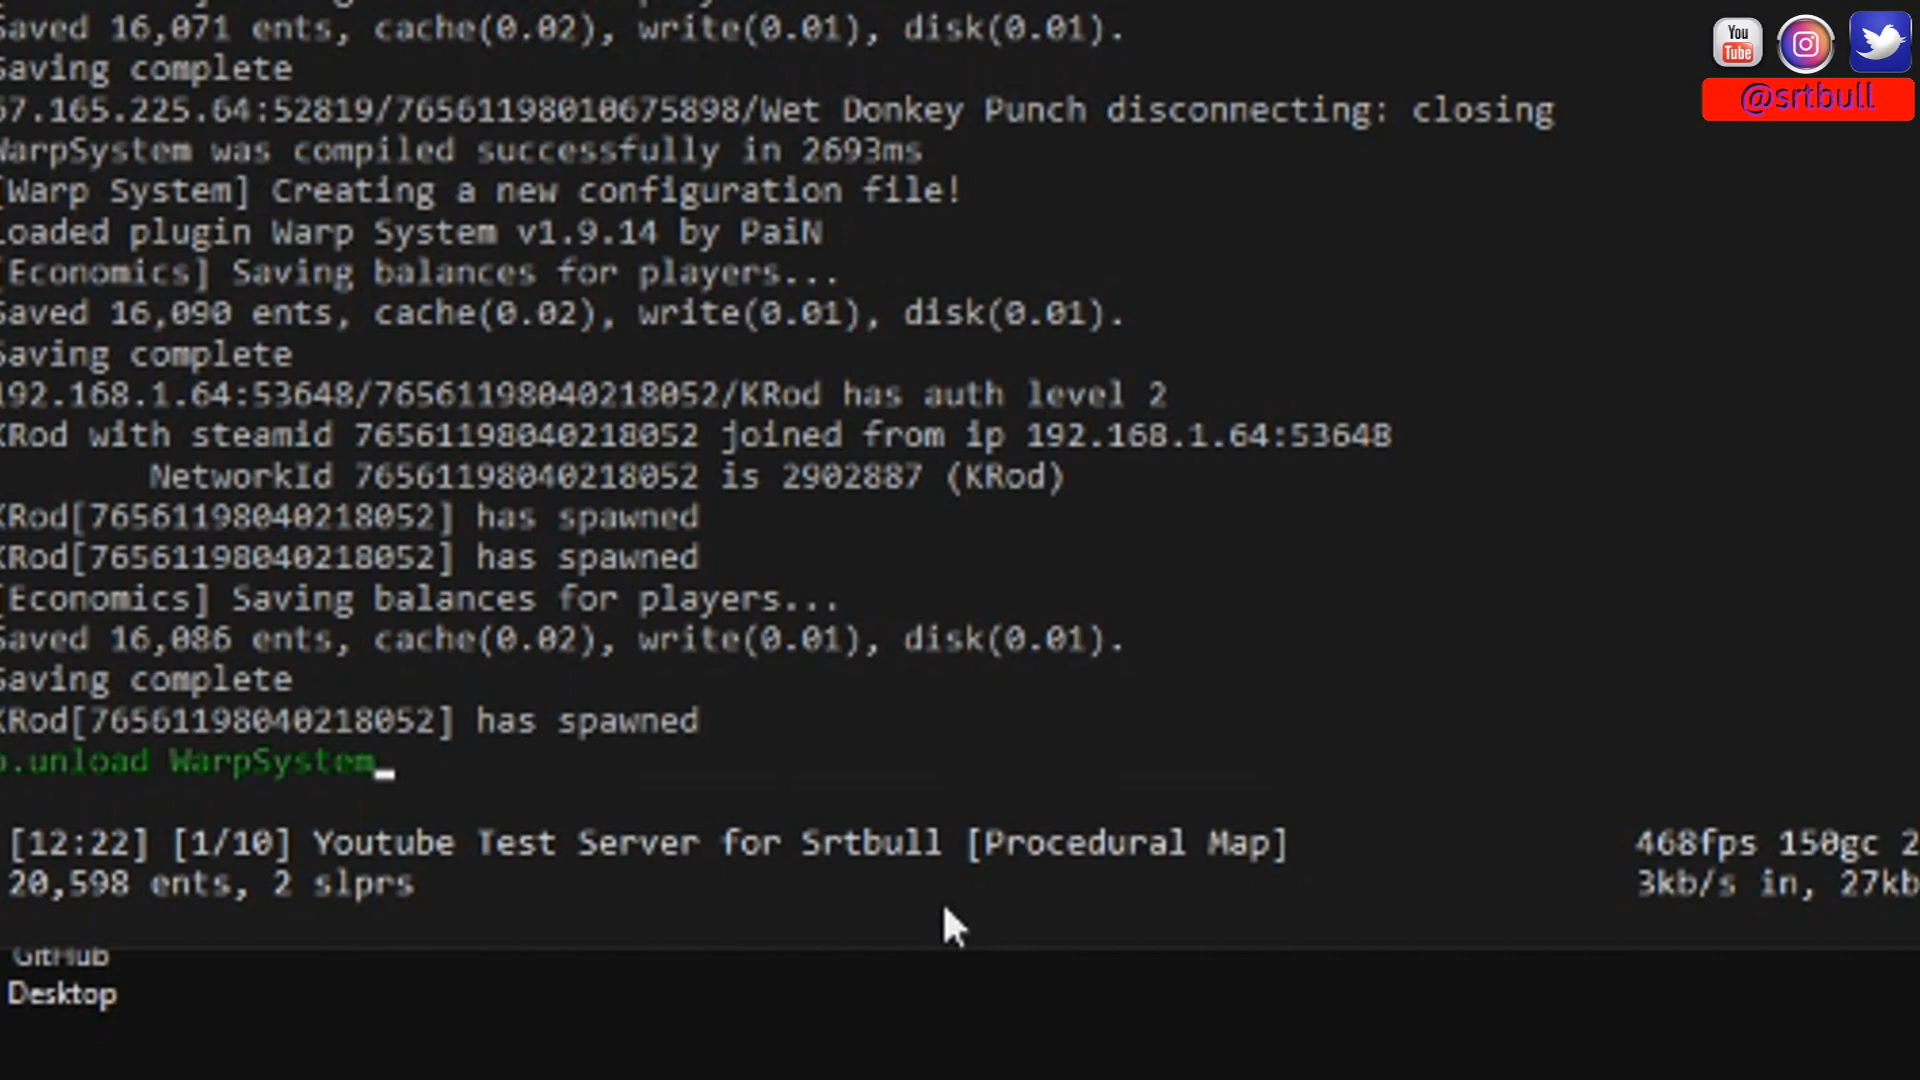 Saved 16,071 ents, cache(0.02), write(0.01), disk(0.01).
Saving complete
67.165.225.64:52819/76561198010675898/Wet Donkey Punch disconnecting: closing
WarpSystem was compiled successfully in 2693ms
[Warp System] Creating a new configuration file!
Loaded plugin Warp System v1.9.14 by PaiN
[Economics] Saving balances for players...
Saved 16,090 ents, cache(0.02), write(0.01), disk(0.01).
Saving complete
192.168.1.64:53648/76561198040218052/KRod has auth level 2
KRod with steamid 76561198040218052 joined from ip 192.168.1.64:53648
NetworkId 76561198040218052 is 2902887 (KRod)
KRod[76561198040218052] has spawned
KRod[76561198040218052] has spawned
[Economics] Saving balances for players...
Saved 16,086 ents, cache(0.02), write(0.01), disk(0.01).
Saving complete
KRod[76561198040218052] has spawned
o.unload WarpSystem_
[12:22] [1/10] Youtube Test Server for Srtbull [Procedural Map] 468fps 150gc 2
20,598 ents, 2 slprs 3kb/s in, 27kb
GitHub
Desktop
You
Tube
@srtbull